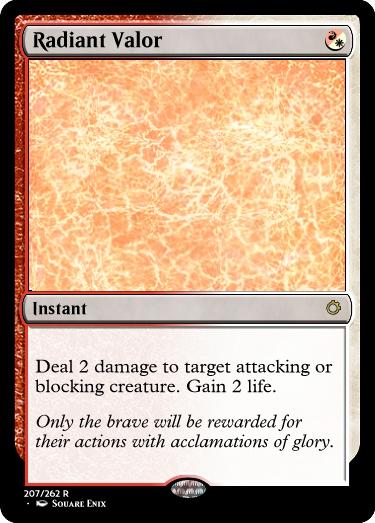 Radiant Valor
Instant
Deal 2 damage to target attacking or
blocking creature. Gain 2 life.
Only the brave will be rewarded for
their actions with acclamations of glory.
207/262 R
· Square Enix